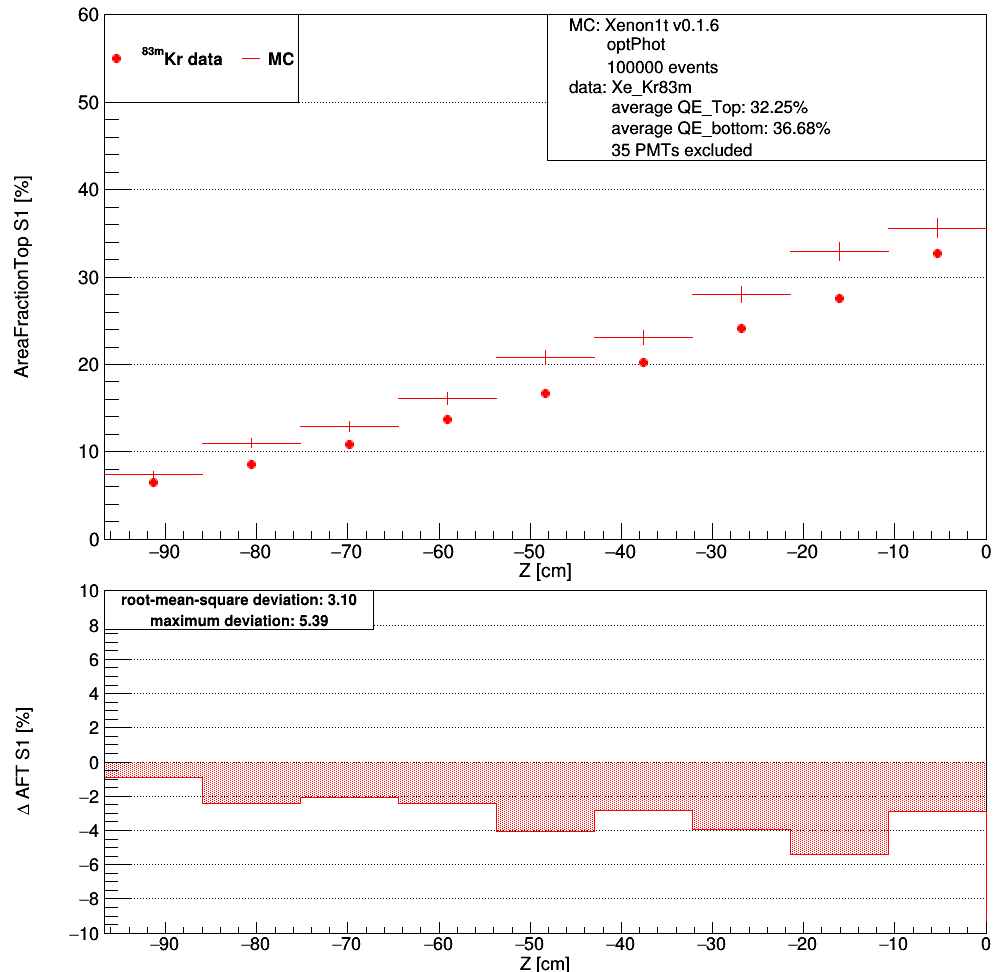 60
50
40
30
20
10
0
AreaFractionTop S1 [%]
83mKr data
MC
MC: Xenon1t v0.1.6
optPhot
100000 events
data: Xe_Kr83m
average QE_Top: 32.25%
average QE_bottom: 36.68%
35 PMTs excluded
−90 −80 −70 −60 −50 −40 −30 −20 −10 0
Z [cm]
10
8
6
4
2
0
−2
−4
−6
−8
−10
Δ AFT S1 [%]
root-mean-square deviation: 3.10
maximum deviation: 5.39
−90 −80 −70 −60 −50 −40 −30 −20 −10 0
Z [cm]